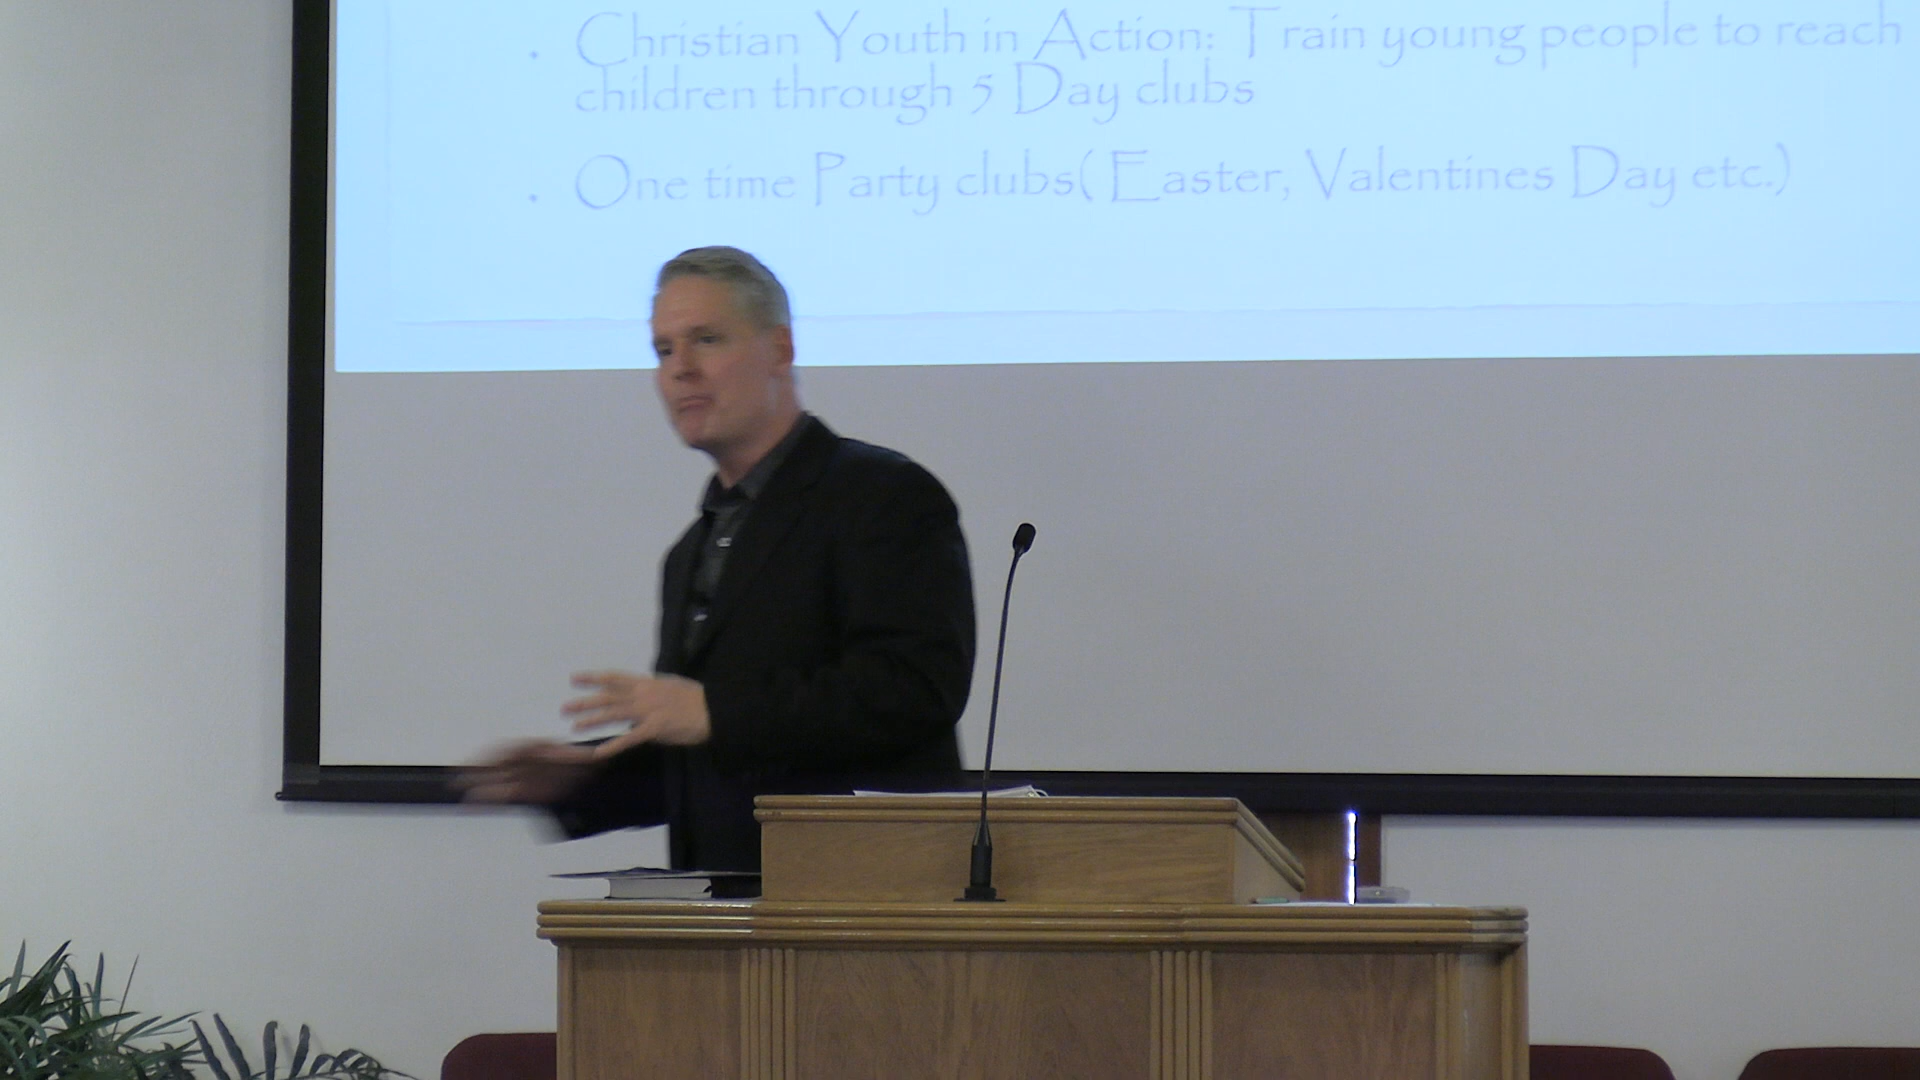 • Christian Youth in Action: Train young people to reach
children through 5 Day clubs
• One time Party clubs( Easter, Valentines Day etc.)